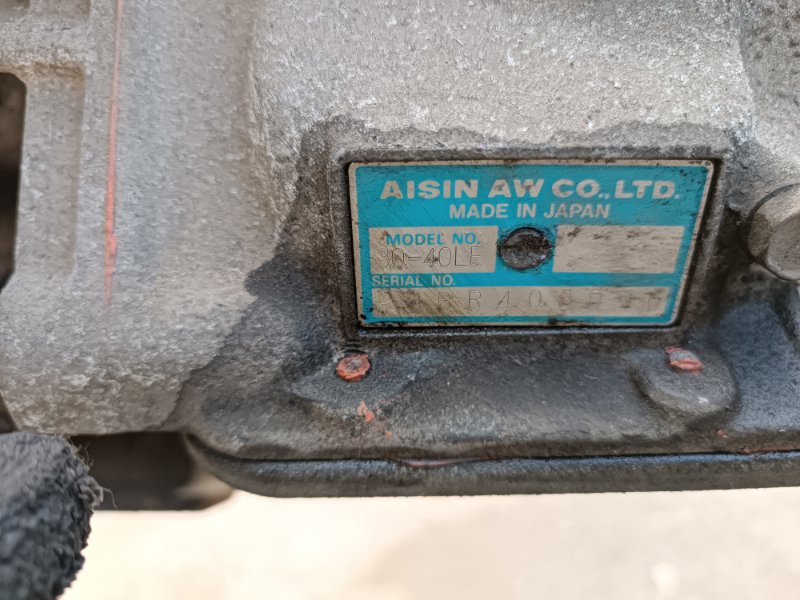 AISIN AW CO., LTD.
MADE IN JAPAN
MODEL NO.
30-40LE
SERIAL NO.